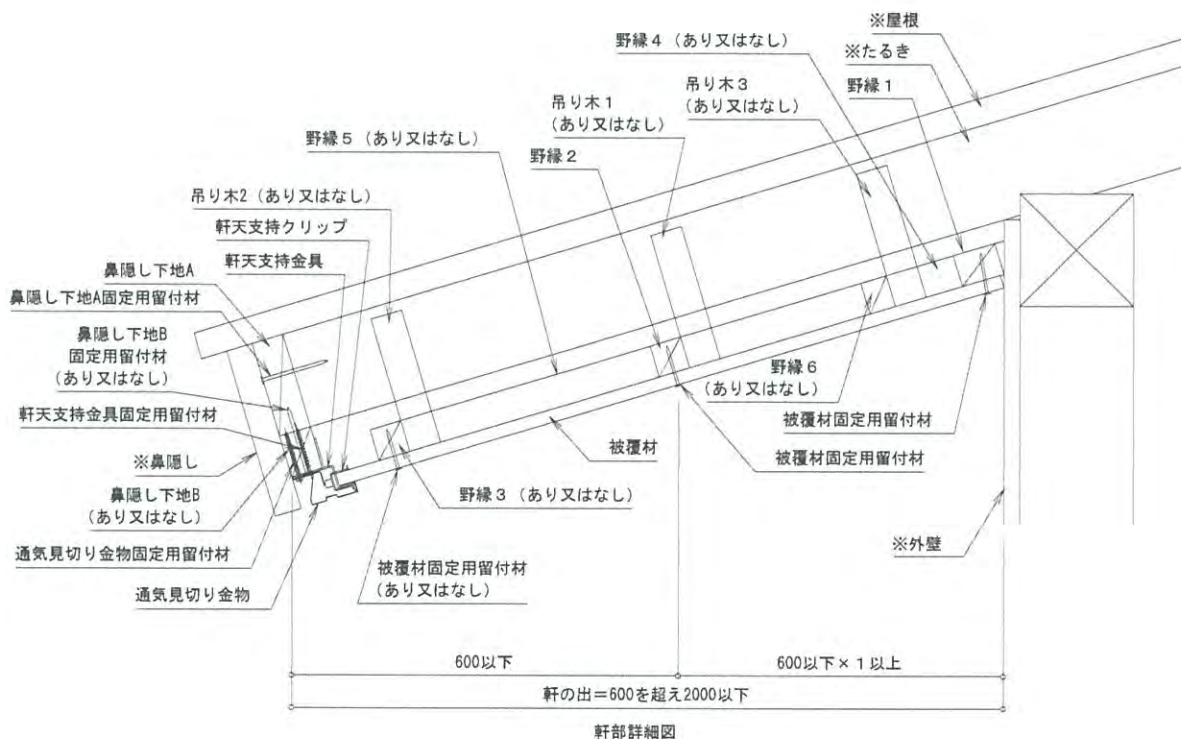 ※屋根
野縁４（あり又はなし）
※たるき
吊り木３
（あり又はなし）
野縁１
吊り木１
（あり又はなし）
野縁５（あり又はなし）
野縁２
吊り木2（あり又はなし）
軒天支持クリップ
軒天支持金具
鼻隠し下地A
鼻隠し下地A固定用留付材
鼻隠し下地B
固定用留付材
（あり又はなし）
軒天支持金具固定用留付材
※鼻隠し
鼻隠し下地B
（あり又はなし）
通気見切り金物固定用留付材
通気見切り金物
野縁３（あり又はなし）
被覆材固定用留付材
（あり又はなし）
被覆材
野縁６
（あり又はなし）
被覆材固定用留付材
被覆材固定用留付材
※外壁
600以下
600以下×１以上
軒の出＝600を超え2000以下
軒部詳細図